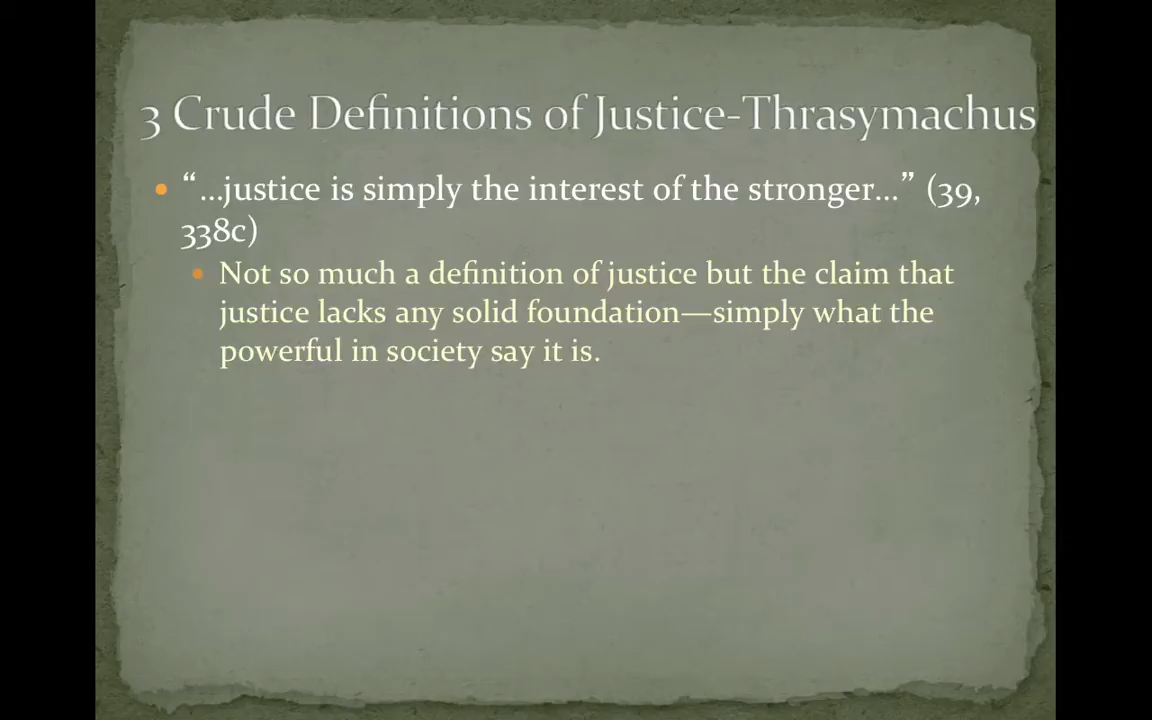 3 Crude Definitions of Justice-Thrasymachus
• “…justice is simply the interest of the stronger…” (39,
338c)
• Not so much a definition of justice but the claim that
justice lacks any solid foundation—simply what the
powerful in society say it is.